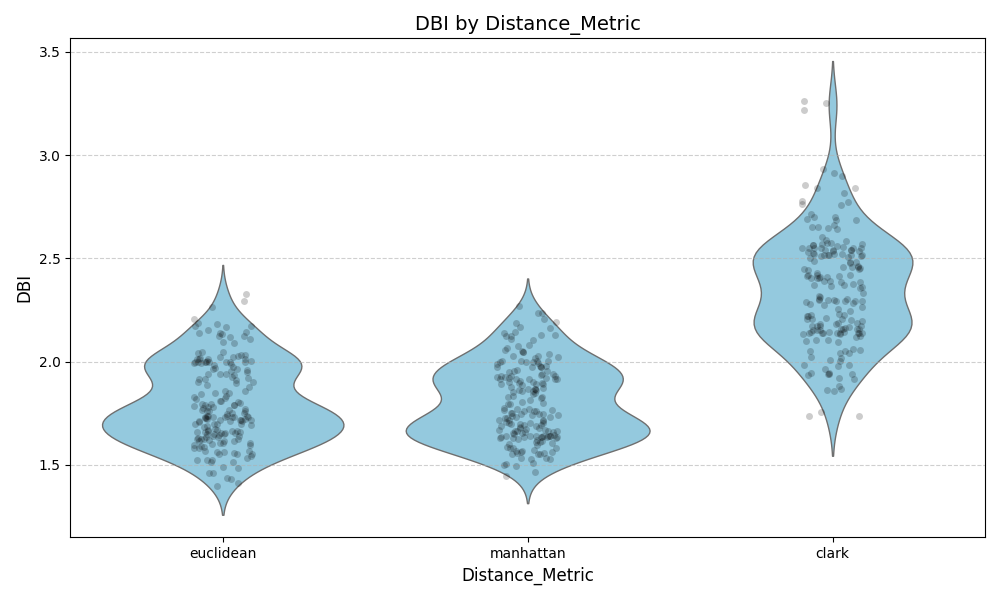 DBI by Distance_Metric
3.5
3.0
2.5
2.0
1.5
DBI
euclidean manhattan clark
Distance_Metric